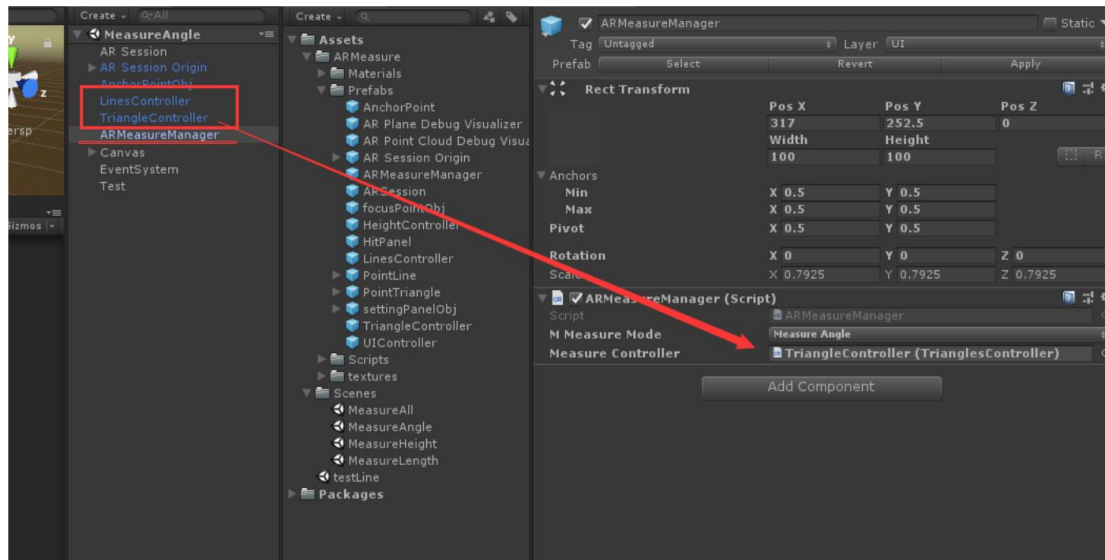 Create
All
MeasureAngle
AR Session
AR Session Origin
AnchorPointObj
LinesController
TriangleController
ARMeasureManager
Canvas
EventSystem
Test
y
z
ersp
Gizmos
Create
Assets
ARMeasure
Materials
Prefabs
AnchorPoint
AR Plane Debug Visualizer
AR Point Cloud Debug Visua
AR Session Origin
ARMeasureManager
ARSession
focusPointObj
HeightController
HitPanel
LinesController
PointLine
PointTriangle
settingPanelObj
TriangleController
UIController
Scripts
textures
Scenes
MeasureAll
MeasureAngle
MeasureHeight
MeasureLength
testLine
Packages
ARMeasureManager Static
Tag Untagged Layer UI
Prefab Select Revert Apply
Rect Transform
Pos X Pos Y Pos Z
317 252.5 0
Width Height
100 100
R
Anchors
Min X 0.5 Y 0.5
Max X 0.5 Y 0.5
Pivot X 0.5 Y 0.5
Rotation X 0 Y 0 Z 0
Scale X 0.7925 Y 0.7925 Z 0.7925
ARMeasureManager (Script)
Script ARMeasureManager
M Measure Mode Measure Angle
Measure Controller TriangleController (TrianglesController)
Add Component